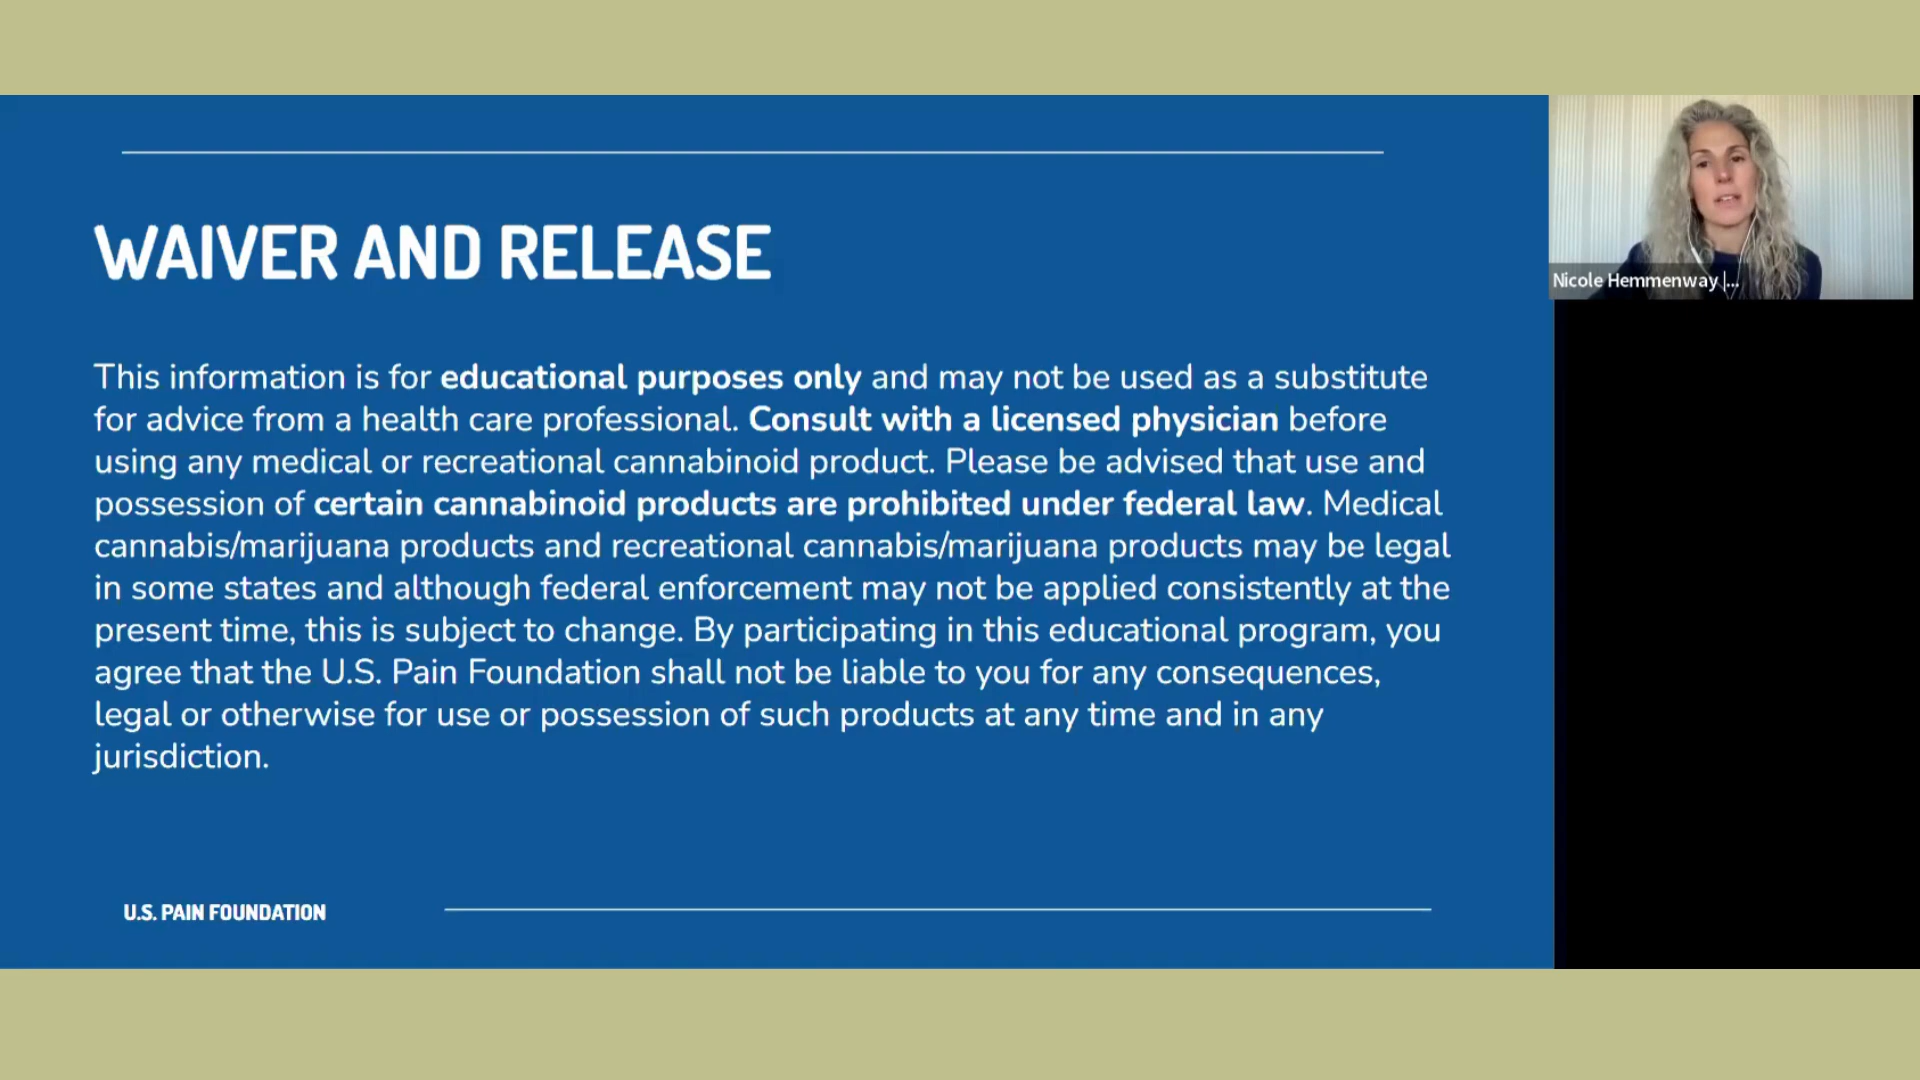 WAIVER AND RELEASE
This information is for educational purposes only and may not be used as a substitute
for advice from a health care professional. Consult with a licensed physician before
using any medical or recreational cannabinoid product. Please be advised that use and
possession of certain cannabinoid products are prohibited under federal law. Medical
cannabis/marijuana products and recreational cannabis/marijuana products may be legal
in some states and although federal enforcement may not be applied consistently at the
present time, this is subject to change. By participating in this educational program, you
agree that the U.S. Pain Foundation shall not be liable to you for any consequences,
legal or otherwise for use or possession of such products at any time and in any
jurisdiction.
U.S. PAIN FOUNDATION
Nicole Hemmenway |...